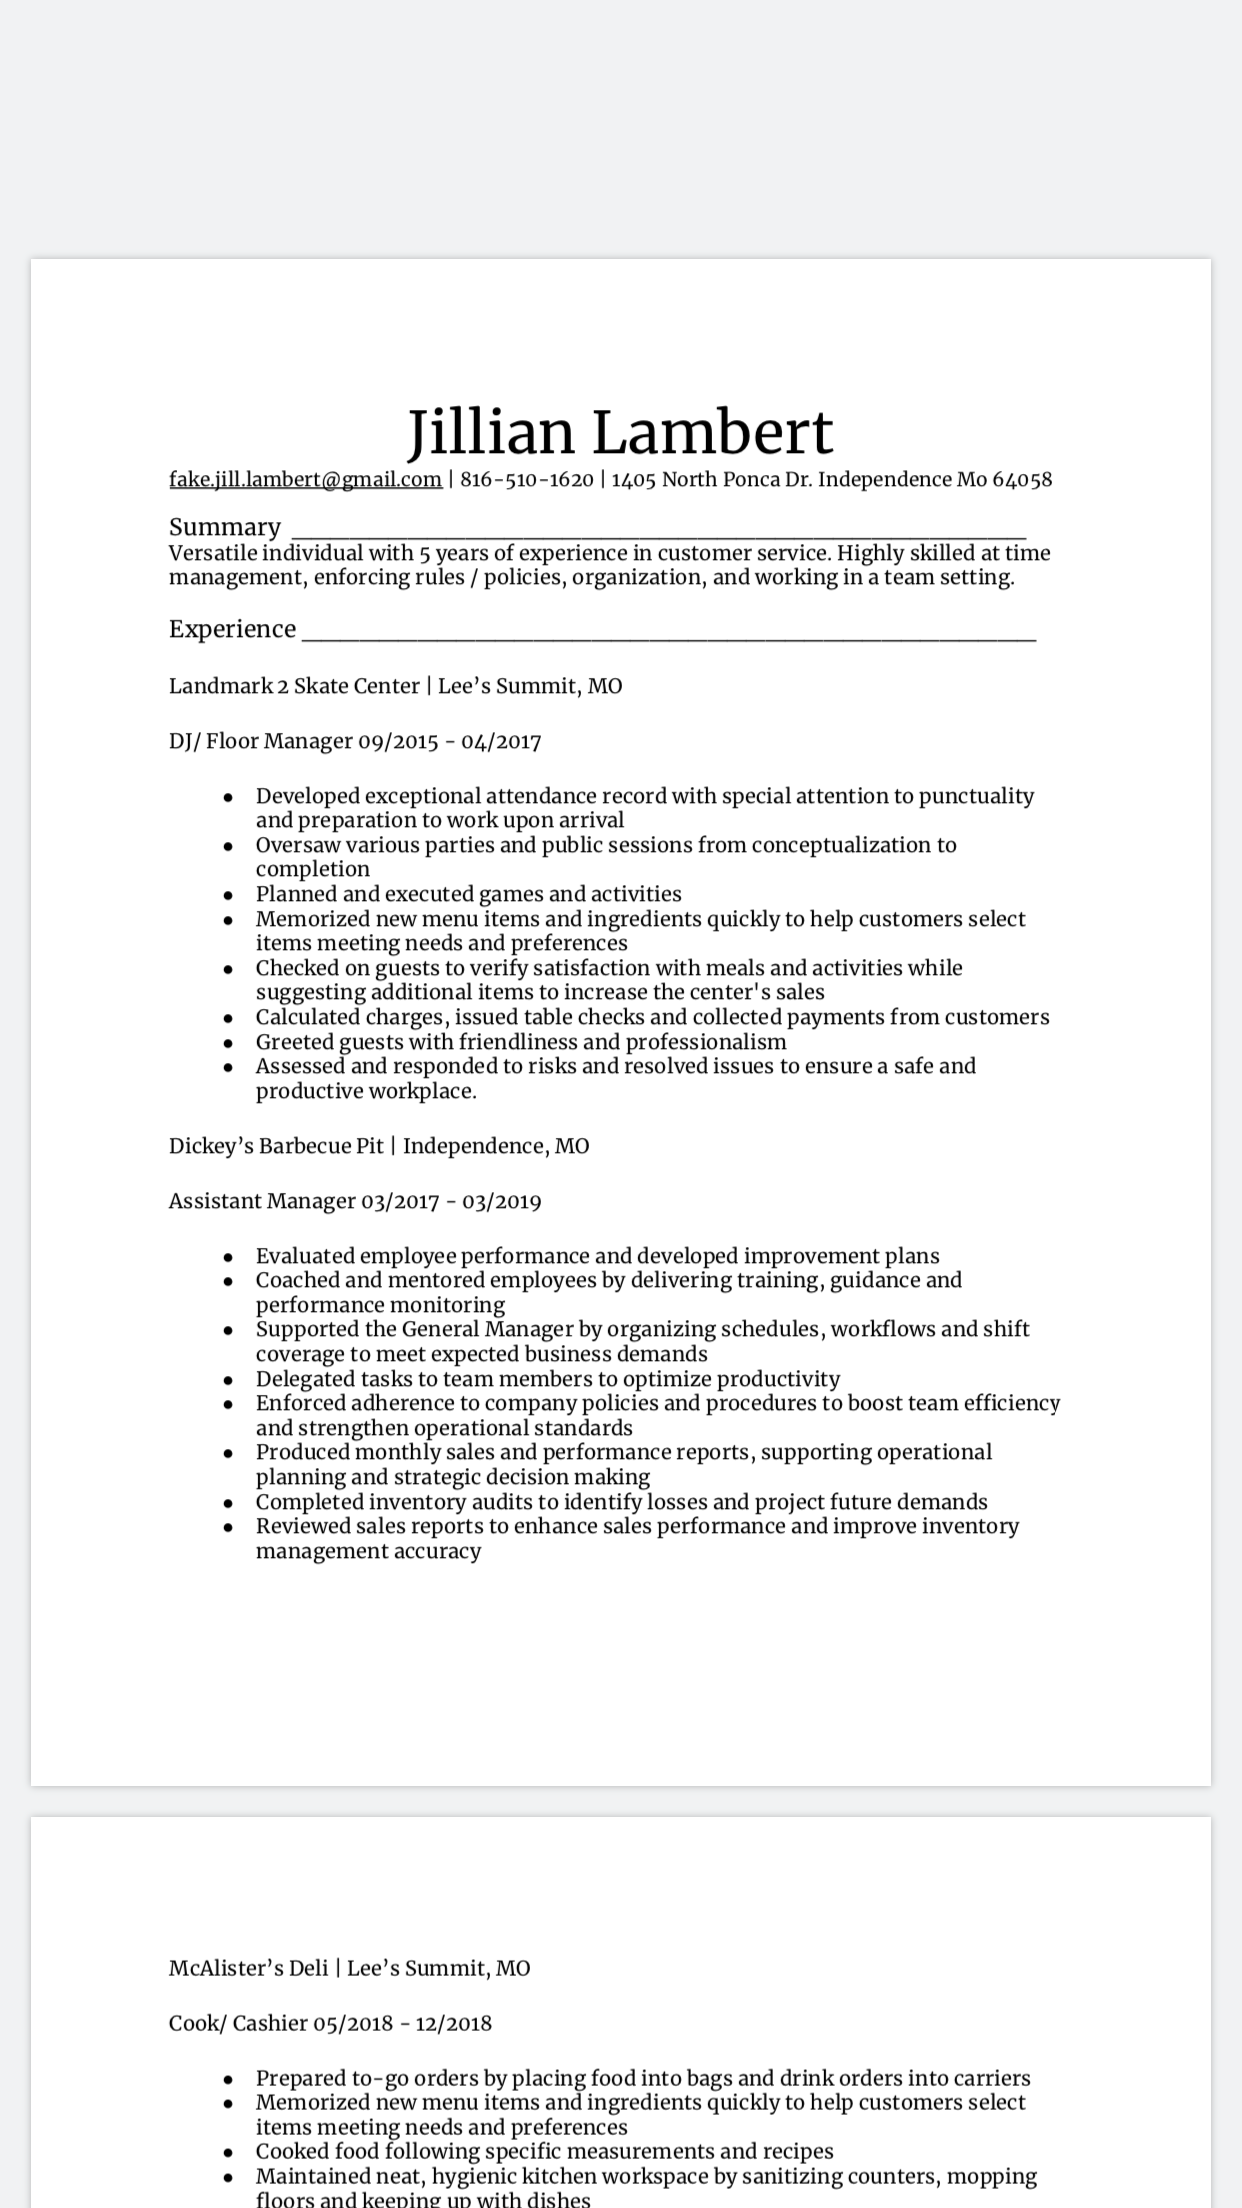 Jillian Lambert
fake.jill.lambert@gmail.com | 816-510-1620 | 1405 North Ponca Dr. Independence Mo 64058
Summary ______________________________________________
Versatile individual with 5 years of experience in customer service. Highly skilled at time
management, enforcing rules / policies, organization, and working in a team setting.
Experience ______________________________________________
Landmark 2 Skate Center | Lee’s Summit, MO
DJ/ Floor Manager 09/2015 - 04/2017
● Developed exceptional attendance record with special attention to punctuality
and preparation to work upon arrival
● Oversaw various parties and public sessions from conceptualization to
completion
● Planned and executed games and activities
● Memorized new menu items and ingredients quickly to help customers select
items meeting needs and preferences
● Checked on guests to verify satisfaction with meals and activities while
suggesting additional items to increase the center's sales
● Calculated charges, issued table checks and collected payments from customers
● Greeted guests with friendliness and professionalism
● Assessed and responded to risks and resolved issues to ensure a safe and
productive workplace.
Dickey’s Barbecue Pit | Independence, MO
Assistant Manager 03/2017 - 03/2019
● Evaluated employee performance and developed improvement plans
● Coached and mentored employees by delivering training, guidance and
performance monitoring
● Supported the General Manager by organizing schedules, workflows and shift
coverage to meet expected business demands
● Delegated tasks to team members to optimize productivity
● Enforced adherence to company policies and procedures to boost team efficiency
and strengthen operational standards
● Produced monthly sales and performance reports, supporting operational
planning and strategic decision making
● Completed inventory audits to identify losses and project future demands
● Reviewed sales reports to enhance sales performance and improve inventory
management accuracy
McAlister’s Deli | Lee’s Summit, MO
Cook/ Cashier 05/2018 - 12/2018
● Prepared to-go orders by placing food into bags and drink orders into carriers
● Memorized new menu items and ingredients quickly to help customers select
items meeting needs and preferences
● Cooked food following specific measurements and recipes
● Maintained neat, hygienic kitchen workspace by sanitizing counters, mopping
floors and keeping up with dishes